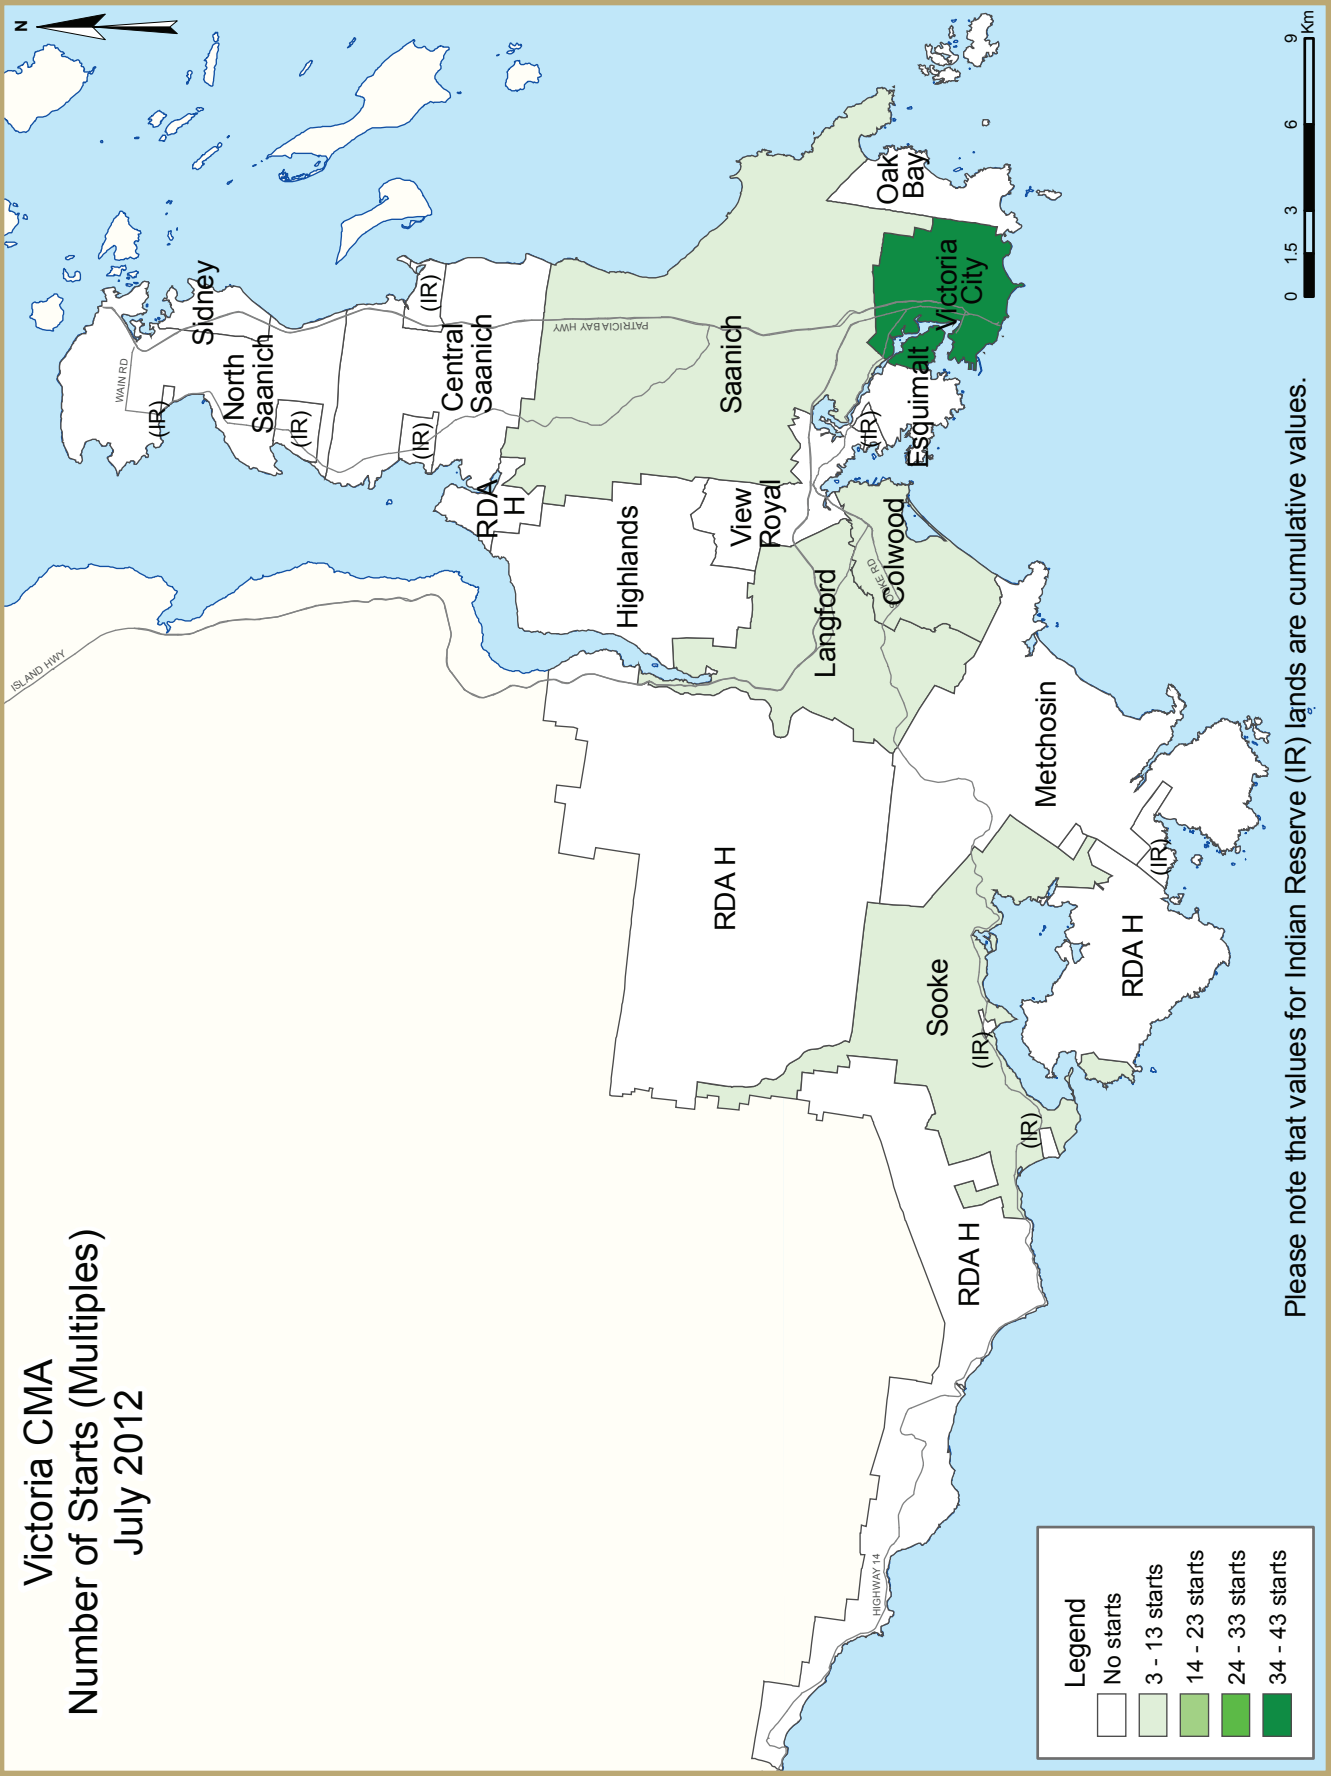 Victoria CMA
Number of Starts (Multiples)
July 2012
N
ISLAND HWY
WAIN RD
(IR)
North
Saanich
Sidney
(IR)
(IR)
Central
Saanich
(IR)
PATRICIA BAY HWY
RDA
H
Highlands
Saanich
View
Royal
Oak
Bay
Victoria
City
Esquimalt
(IR)
Langford
Colwood
SOOKE RD
RDA H
Metchosin
(IR)
Sooke
(IR)
(IR)
RDA H
RDA H
HIGHWAY 14
Legend
No starts
3 - 13 starts
14 - 23 starts
24 - 33 starts
34 - 43 starts
0 1.5 3 6 9
Km
Please note that values for Indian Reserve (IR) lands are cumulative values.